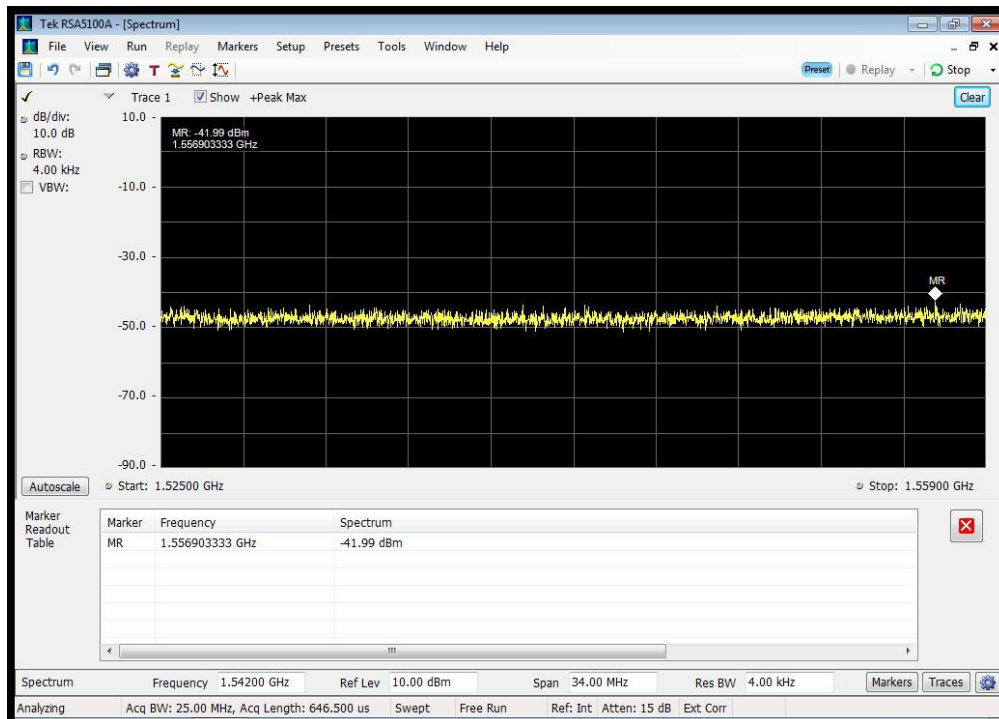 Tek RSA5100A - [Spectrum]
File View Run Replay Markers Setup Presets Tools Window Help
T Preset Replay Stop
Trace 1 Show +Peak Max Clear
dB/div:
10.0 dB
RBW:
4.00 kHz
VBW:
10.0
MR: -41.99 dBm
1.556903333 GHz
-10.0
-30.0
MR
-50.0
-70.0
-90.0
Autoscale Start: 1.52500 GHz Stop: 1.55900 GHz
Marker
Readout
Table
Marker Frequency Spectrum
MR 1.556903333 GHz -41.99 dBm
Spectrum Frequency 1.54200 GHz Ref Lev 10.00 dBm Span 34.00 MHz Res BW 4.00 kHz Markers Traces
Analyzing Acq BW: 25.00 MHz, Acq Length: 646.500 us Swept Free Run Ref: Int Atten: 15 dB Ext Corr